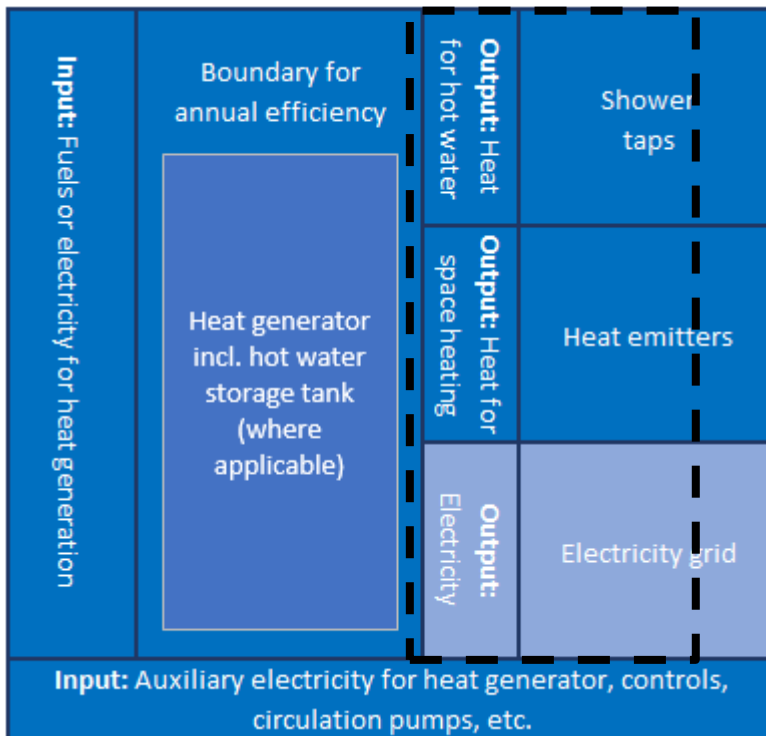 Input: Fuels or electricity for heat generation
Boundary for
annual efficiency
Heat generator
incl. hot water
storage tank
(where
applicable)
Output: Heat
for hot water
Shower
taps
Output: Heat for
space heating
Heat emitters
Output:
Electricity
Electricity grid
Input: Auxiliary electricity for heat generator, controls,
circulation pumps, etc.